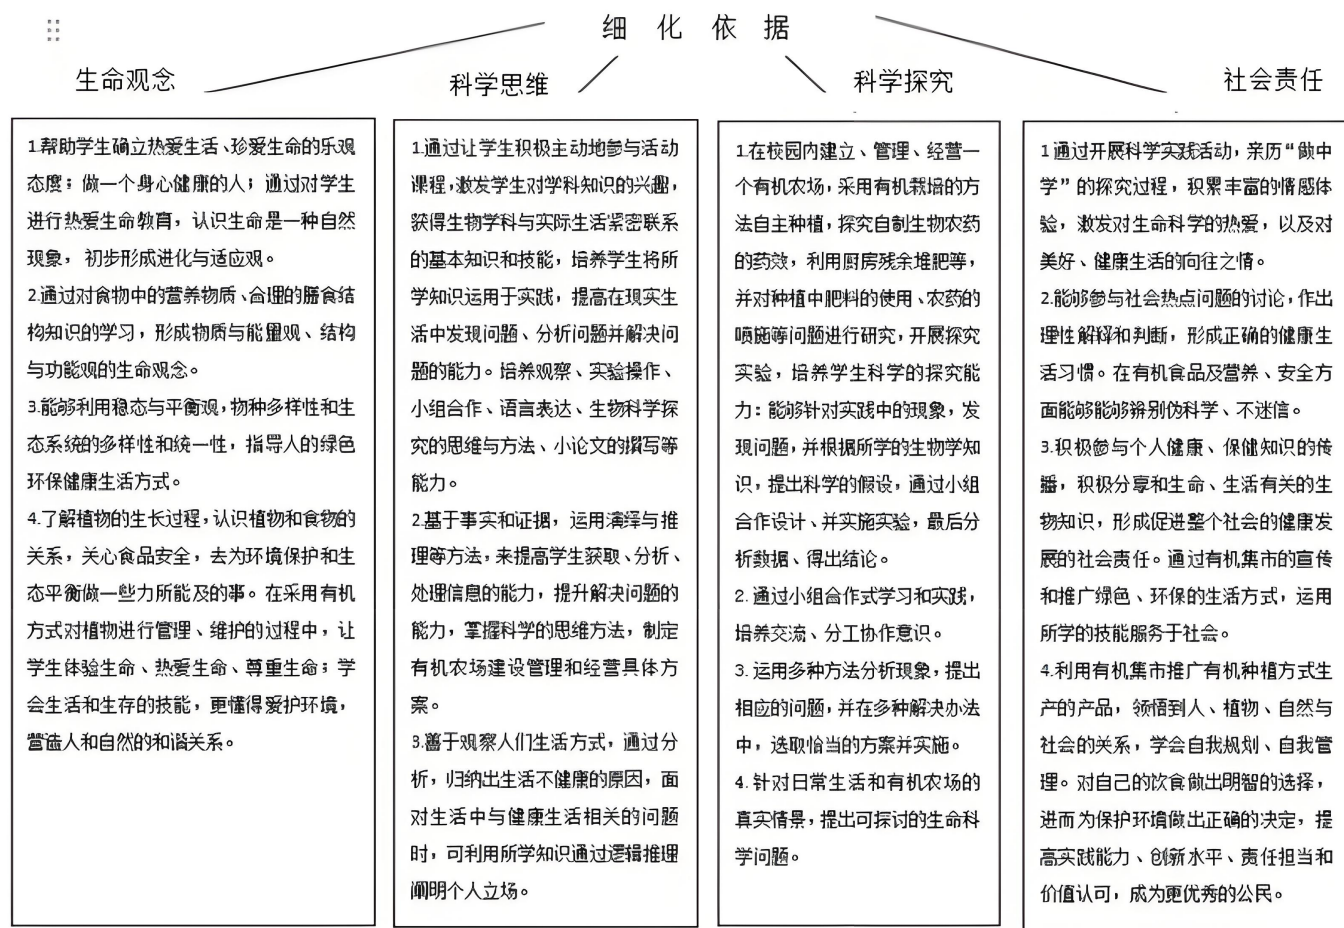 细 化 依 据
生命观念
1.帮助学生确立热爱生活、珍爱生命的乐观
态度；做一个身心健康的人；通过对学生
进行热爱生命教育，认识生命是一种自然
现象，初步形成进化与适应观。
2.通过对食物中的营养物质、合理的膳食结
构知识的学习，形成物质与能量观、结构
与功能观的生命观念。
3.能够利用稳态与平衡观，物种多样性和生
态系统的多样性和统一性，指导人的绿色
环保健康生活方式。
4.了解植物的生长过程，认识植物和食物的
关系，关心食品安全，去为环境保护和生
态平衡做一些力所能及的事。在采用有机
方式对植物进行管理、维护的过程中，让
学生体验生命、热爱生命、尊重生命；学
会生活和生存的技能，更懂得爱护环境，
营造人和自然的和谐关系。
科学思维
1.通过让学生积极主动地参与活动
课程，激发学生对学科知识的兴趣，
获得生物学科与实际生活紧密联系
的基本知识和技能，培养学生将所
学知识运用于实践，提高在现实生
活中发现问题、分析问题并解决问
题的能力。培养观察、实验操作、
小组合作、语言表达、生物科学探
究的思维与方法、小论文的撰写等
能力。
2.基于事实和证据，运用演绎与推
理等方法，来提高学生获取、分析、
处理信息的能力，提升解决问题的
能力，掌握科学的思维方法，制定
有机农场建设管理和经营具体方
案。
3.善于观察人们生活方式，通过分
析，归纳出生活不健康的原因，面
对生活中与健康生活相关的问题
时，可利用所学知识通过逻辑推理
阐明个人立场。
科学探究
1.在校园内建立、管理、经营一
个有机农场，采用有机栽培的方
法自主种植，探究自制生物农药
的药效，利用厨房残余堆肥等，
并对种植中肥料的使用、农药的
喷施等问题进行研究，开展探究
实验，培养学生科学的探究能
力：能够针对实践中的现象，发
现问题，并根据所学的生物学知
识，提出科学的假设，通过小组
合作设计、并实施实验，最后分
析数据、得出结论。
2.通过小组合作式学习和实践，
培养交流、分工协作意识。
3.运用多种方法分析现象，提出
相应的问题，并在多种解决办法
中，选取恰当的方案并实施。
4.针对日常生活和有机农场的
真实情景，提出可探讨的生命科
学问题。
社会责任
1通过开展科学实践活动，亲历“做中
学”的探究过程，积累丰富的情感体
验，激发对生命科学的热爱，以及对
美好、健康生活的向往之情。
2.能够参与社会热点问题的讨论，作出
理性解释和判断，形成正确的健康生
活习惯。在有机食品及营养、安全方
面能够能够辨别伪科学、不迷信。
3.积极参与个人健康、保健知识的传
播，积极分享和生命、生活有关的生
物知识，形成促进整个社会的健康发
展的社会责任。通过有机集市的宣传
和推广绿色、环保的生活方式，运用
所学的技能服务于社会。
4.利用有机集市推广有机种植方式生
产的产品，领悟到人、植物、自然与
社会的关系，学会自我规划、自我管
理。对自己的饮食做出明智的选择，
进而为保护环境做出正确的决定，提
高实践能力、创新水平、责任担当和
价值认可，成为更优秀的公民。